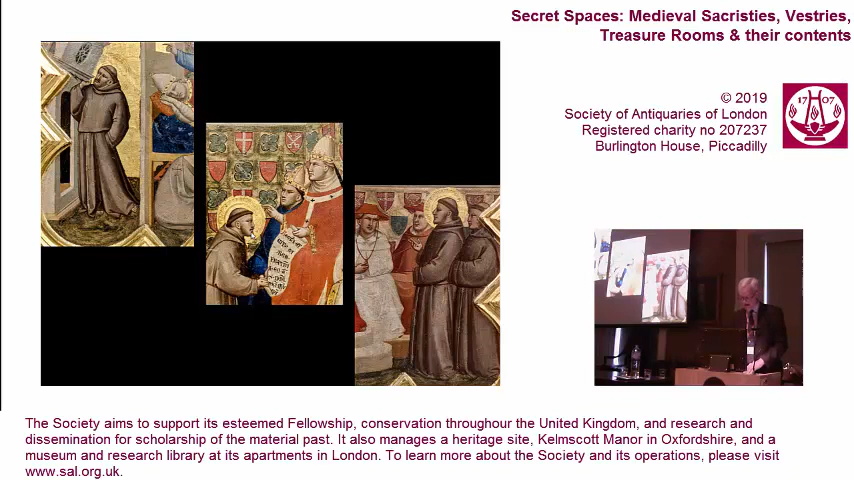 Secret Spaces: Medieval Sacristies, Vestries,
Treasure Rooms & their contents
© 2019
Society of Antiquaries of London
Registered charity no 207237
Burlington House, Piccadilly
17 07
The Society aims to support its esteemed Fellowship, conservation throughour the United Kingdom, and research and
dissemination for scholarship of the material past. It also manages a heritage site, Kelmscott Manor in Oxfordshire, and a
museum and research library at its apartments in London. To learn more about the Society and its operations, please visit
www.sal.org.uk.